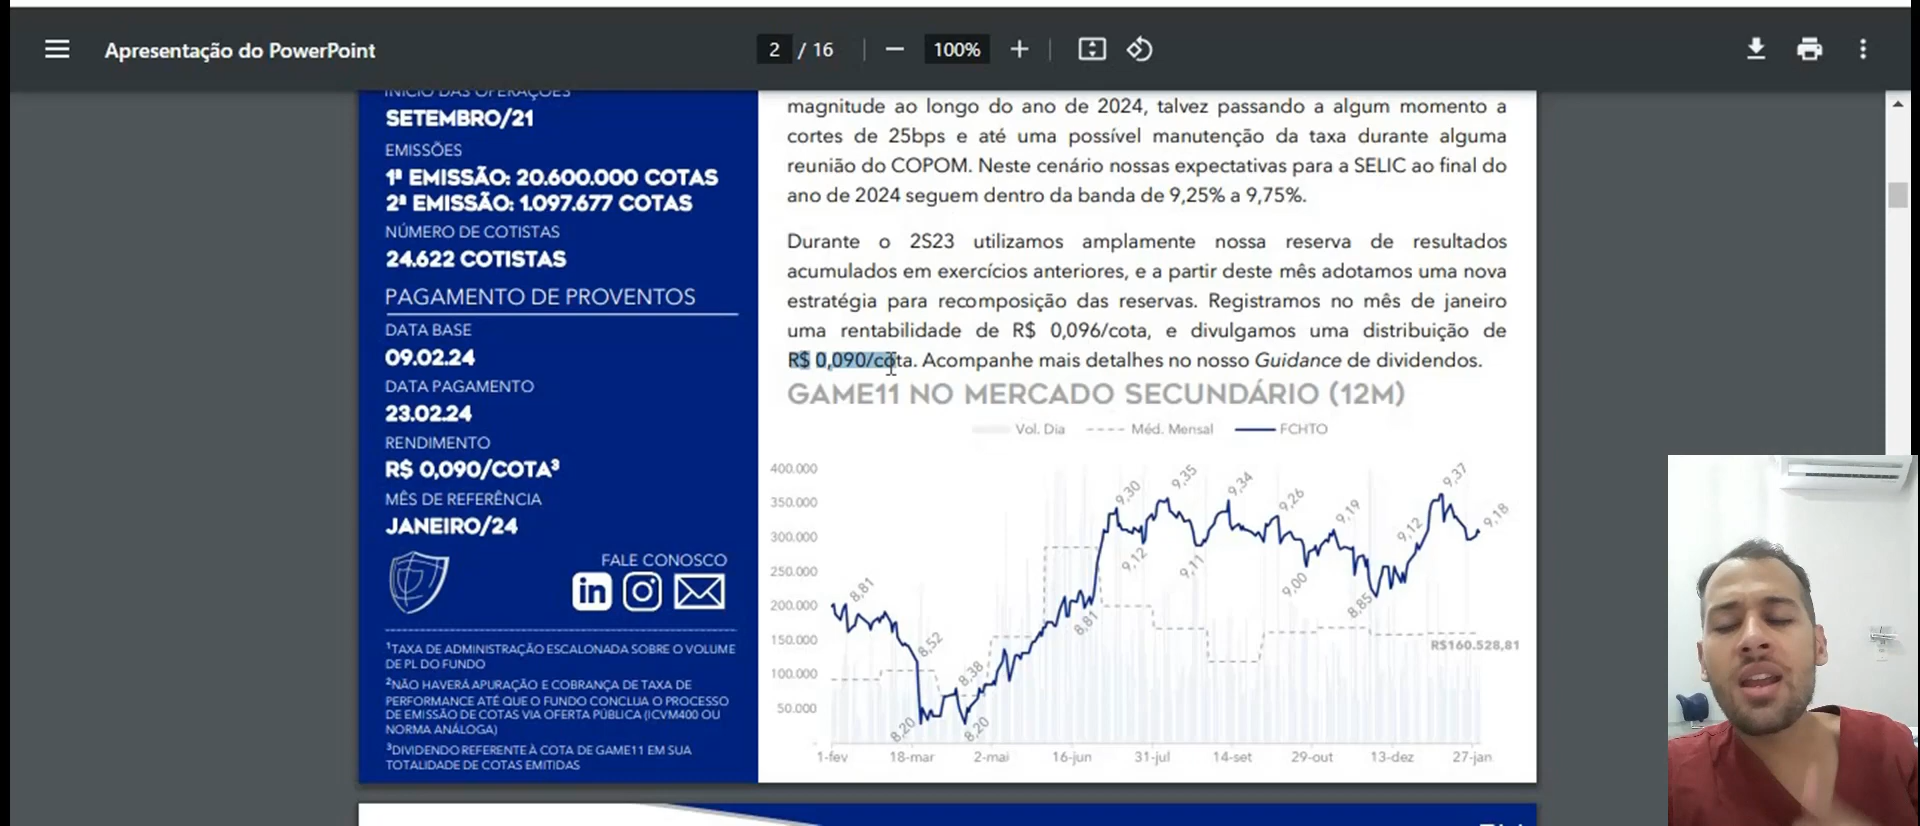 Apresentação do PowerPoint
2 / 16
100%
INÍCIO DAS OPERAÇÕES
SETEMBRO/21
EMISSÕES
1ª EMISSÃO: 20.600.000 COTAS
2ª EMISSÃO: 1.097.677 COTAS
NÚMERO DE COTISTAS
24.622 COTISTAS
PAGAMENTO DE PROVENTOS
DATA BASE
09.02.24
DATA PAGAMENTO
23.02.24
RENDIMENTO
R$ 0,090/COTA³
MÊS DE REFERÊNCIA
JANEIRO/24
FALE CONOSCO
in
¹TAXA DE ADMINISTRAÇÃO ESCALONADA SOBRE O VOLUME
DE PL DO FUNDO
²NÃO HAVERÁ APURAÇÃO E COBRANÇA DE TAXA DE
PERFORMANCE ATÉ QUE O FUNDO CONCLUA O PROCESSO
DE EMISSÃO DE COTAS VIA OFERTA PÚBLICA (ICVM400 OU
NORMA ANÁLOGA)
³DIVIDENDO REFERENTE À COTA DE GAME11 EM SUA
TOTALIDADE DE COTAS EMITIDAS
magnitude ao longo do ano de 2024, talvez passando a algum momento a
cortes de 25bps e até uma possível manutenção da taxa durante alguma
reunião do COPOM. Neste cenário nossas expectativas para a SELIC ao final do
ano de 2024 seguem dentro da banda de 9,25% a 9,75%.
Durante o 2S23 utilizamos amplamente nossa reserva de resultados
acumulados em exercícios anteriores, e a partir deste mês adotamos uma nova
estratégia para recomposição das reservas. Registramos no mês de janeiro
uma rentabilidade de R$ 0,096/cota, e divulgamos uma distribuição de
R$ 0,090/cota. Acompanhe mais detalhes no nosso Guidance de dividendos.
GAME11 NO MERCADO SECUNDÁRIO (12M)
Vol. Dia Méd. Mensal FCHTO
400.000
350.000
300.000
250.000
200.000
150.000
100.000
50.000
-
8,81
8,52
8,20
8,38
8,20
8,81
9,30
9,12
9,35
9,11
9,34
9,26
9,00
9,19
8,85
9,12
9,37
9,18
R$160.528,81
1-fev 18-mar 2-mai 16-jun 31-jul 14-set 29-out 13-dez 27-jan